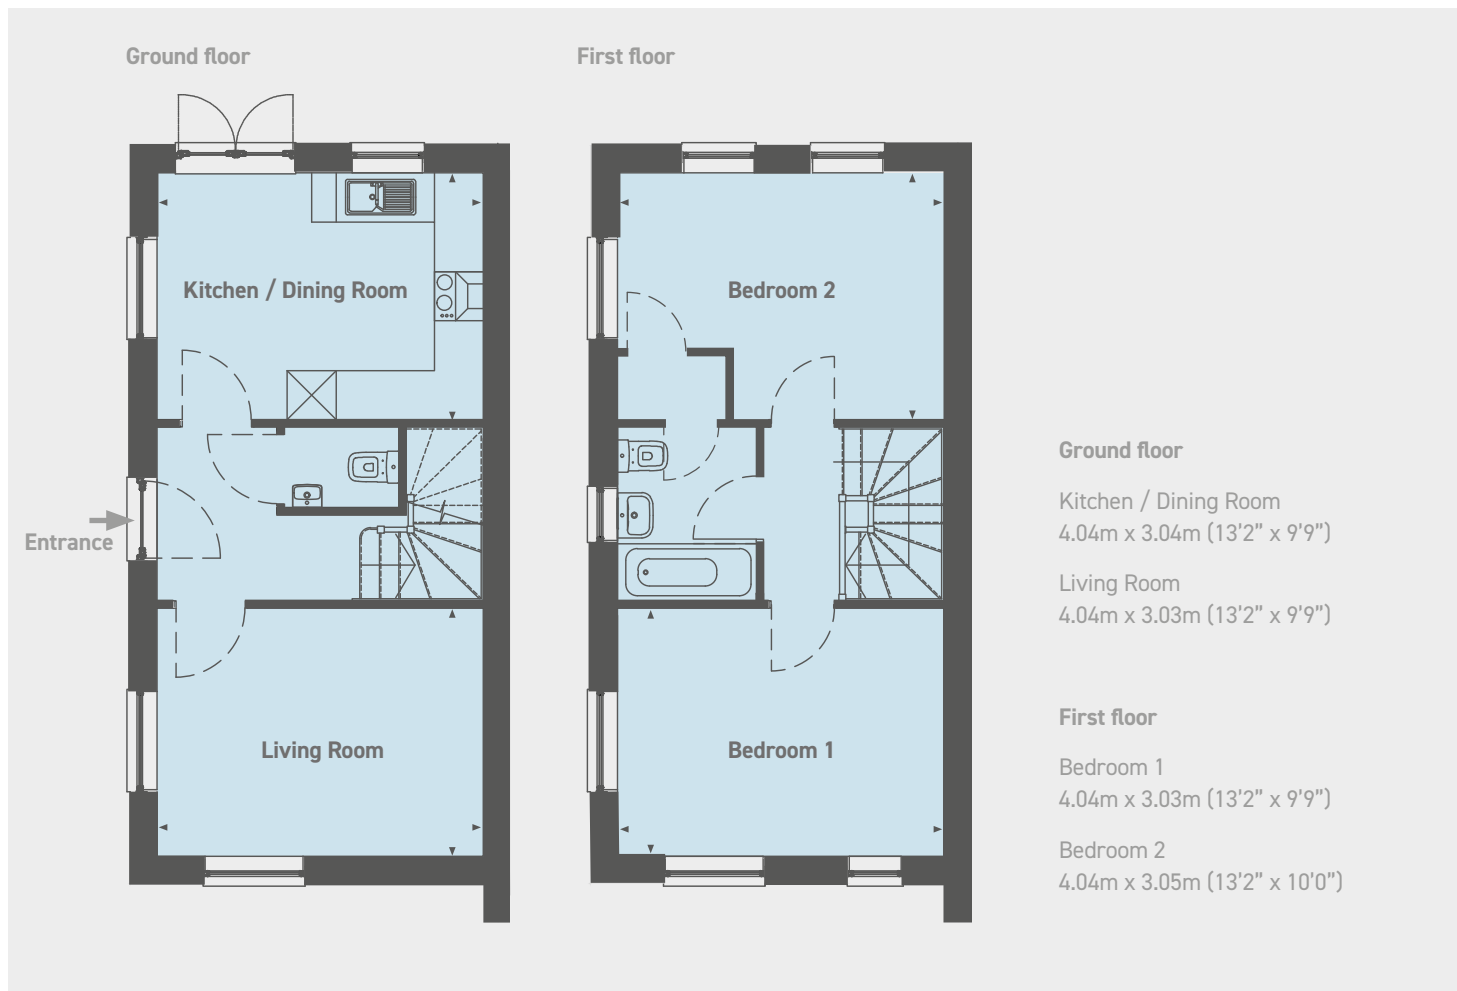 Ground floor
First floor
Kitchen / Dining Room
Bedroom 2
Entrance
Living Room
Bedroom 1
Ground floor
Kitchen / Dining Room
4.04m x 3.04m (13’2” x 9’9”)
Living Room
4.04m x 3.03m (13’2” x 9’9”)
First floor
Bedroom 1
4.04m x 3.03m (13’2” x 9’9”)
Bedroom 2
4.04m x 3.05m (13’2” x 10’0”)